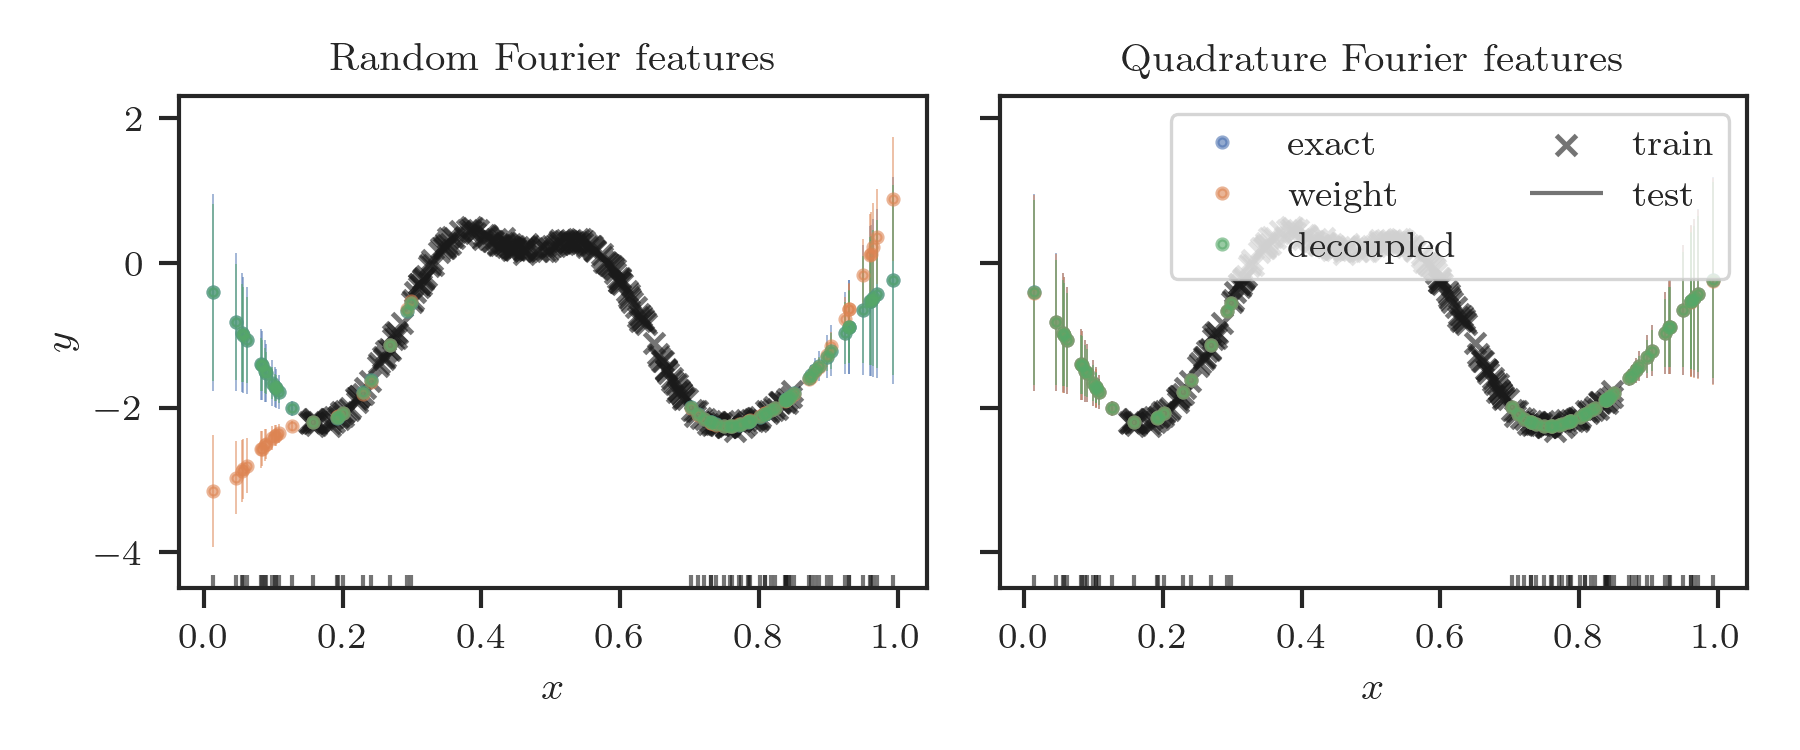 Random Fourier features
Quadrature Fourier features
2
0
−2
−4
y
exact
weight
decoupled
train
test
0.0 0.2 0.4 0.6 0.8 1.0
0.0 0.2 0.4 0.6 0.8 1.0
x
x